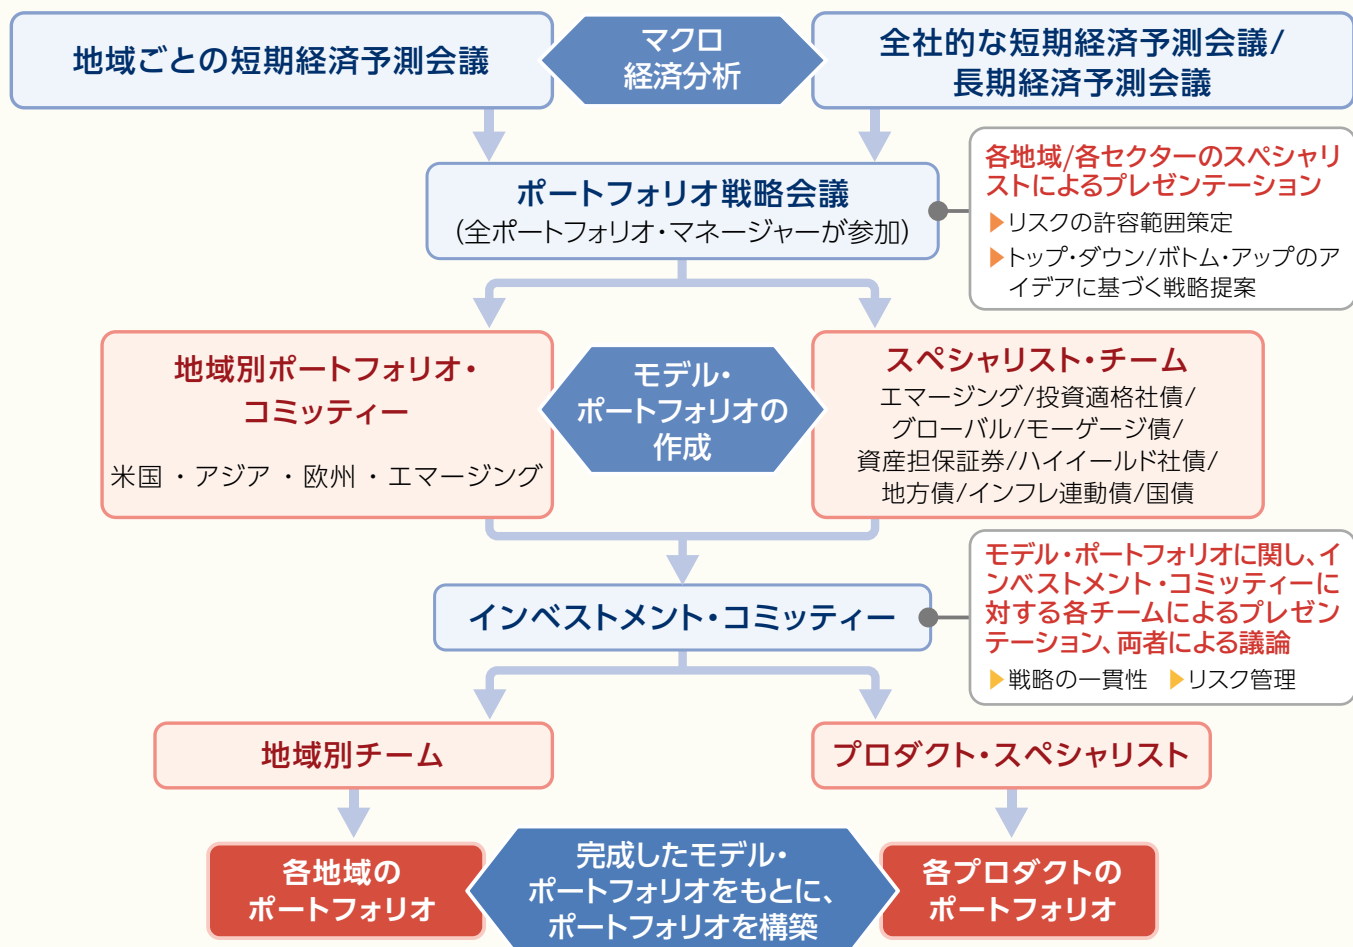 地域ごとの短期経済予測会議
マクロ
経済分析
全社的な短期経済予測会議/
長期経済予測会議
ポートフォリオ戦略会議
(全ポートフォリオ・マネージャーが参加)
各地域/各セクターのスペシャリ
ストによるプレゼンテーション
▶リスクの許容範囲策定
▶トップ・ダウン/ボトム・アップのア
イデアに基づく戦略提案
地域別ポートフォリオ・
コミッティー
米国 ・ アジア ・ 欧州 ・ エマージング
モデル・
ポートフォリオの
作成
スペシャリスト・チーム
エマージング/投資適格社債/
グローバル/モーゲージ債/
資産担保証券/ハイイールド社債/
地方債/インフレ連動債/国債
インベストメント・コミッティー
モデル・ポートフォリオに関し、イ
ンベストメント・コミッティーに
対する各チームによるプレゼン
テーション、両者による議論
▶戦略の一貫性 ▶リスク管理
地域別チーム
プロダクト・スペシャリスト
各地域の
ポートフォリオ
完成したモデル・
ポートフォリオをもとに、
ポートフォリオを構築
各プロダクトの
ポートフォリオ